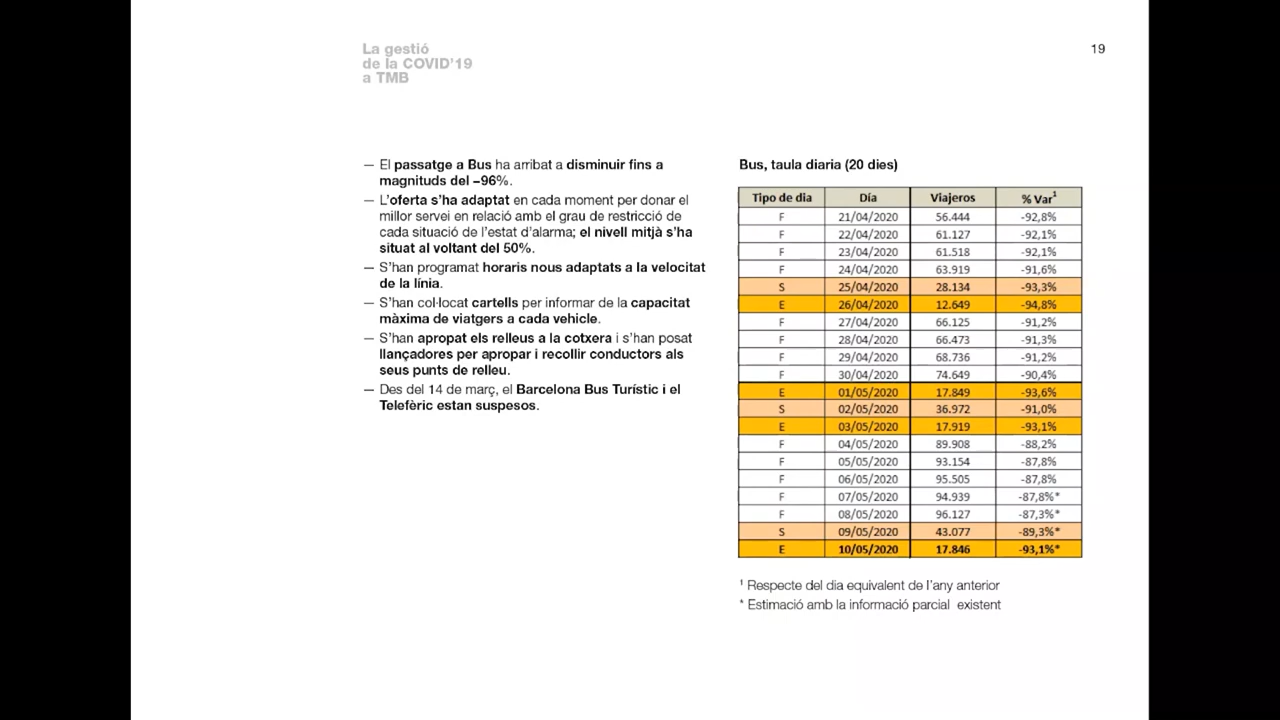 La gestió
de la COVID'19
a TMB
19
— El passatge a Bus ha arribat a disminuir fins a
magnituds del –96%.
— L'oferta s'ha adaptat en cada moment per donar el
millor servei en relació amb el grau de restricció de
cada situació de l'estat d'alarma; el nivell mitjà s'ha
situat al voltant del 50%.
— S'han programat horaris nous adaptats a la velocitat
de la línia.
— S'han col·locat cartells per informar de la capacitat
màxima de viatgers a cada vehicle.
— S'han apropat els relleus a la cotxera i s'han posat
llançadores per apropar i recollir conductors als
seus punts de relleu.
— Des del 14 de març, el Barcelona Bus Turístic i el
Telefèric estan suspesos.
Bus, taula diaria (20 dies)
Tipo de dia Día Viajeros % Var¹
F 21/04/2020 56.444 -92,8%
F 22/04/2020 61.127 -92,1%
F 23/04/2020 61.518 -92,1%
F 24/04/2020 63.919 -91,6%
S 25/04/2020 28.134 -93,3%
E 26/04/2020 12.649 -94,8%
F 27/04/2020 66.125 -91,2%
F 28/04/2020 66.473 -91,3%
F 29/04/2020 68.736 -91,2%
F 30/04/2020 74.649 -90,4%
E 01/05/2020 17.849 -93,6%
S 02/05/2020 36.972 -91,0%
E 03/05/2020 17.919 -93,1%
F 04/05/2020 89.908 -88,2%
F 05/05/2020 93.154 -87,8%
F 06/05/2020 95.505 -87,8%
F 07/05/2020 94.939 -87,8%*
F 08/05/2020 96.127 -87,3%*
S 09/05/2020 43.077 -89,3%*
E 10/05/2020 17.846 -93,1%*
¹ Respecte del dia equivalent de l'any anterior
* Estimació amb la informació parcial existent